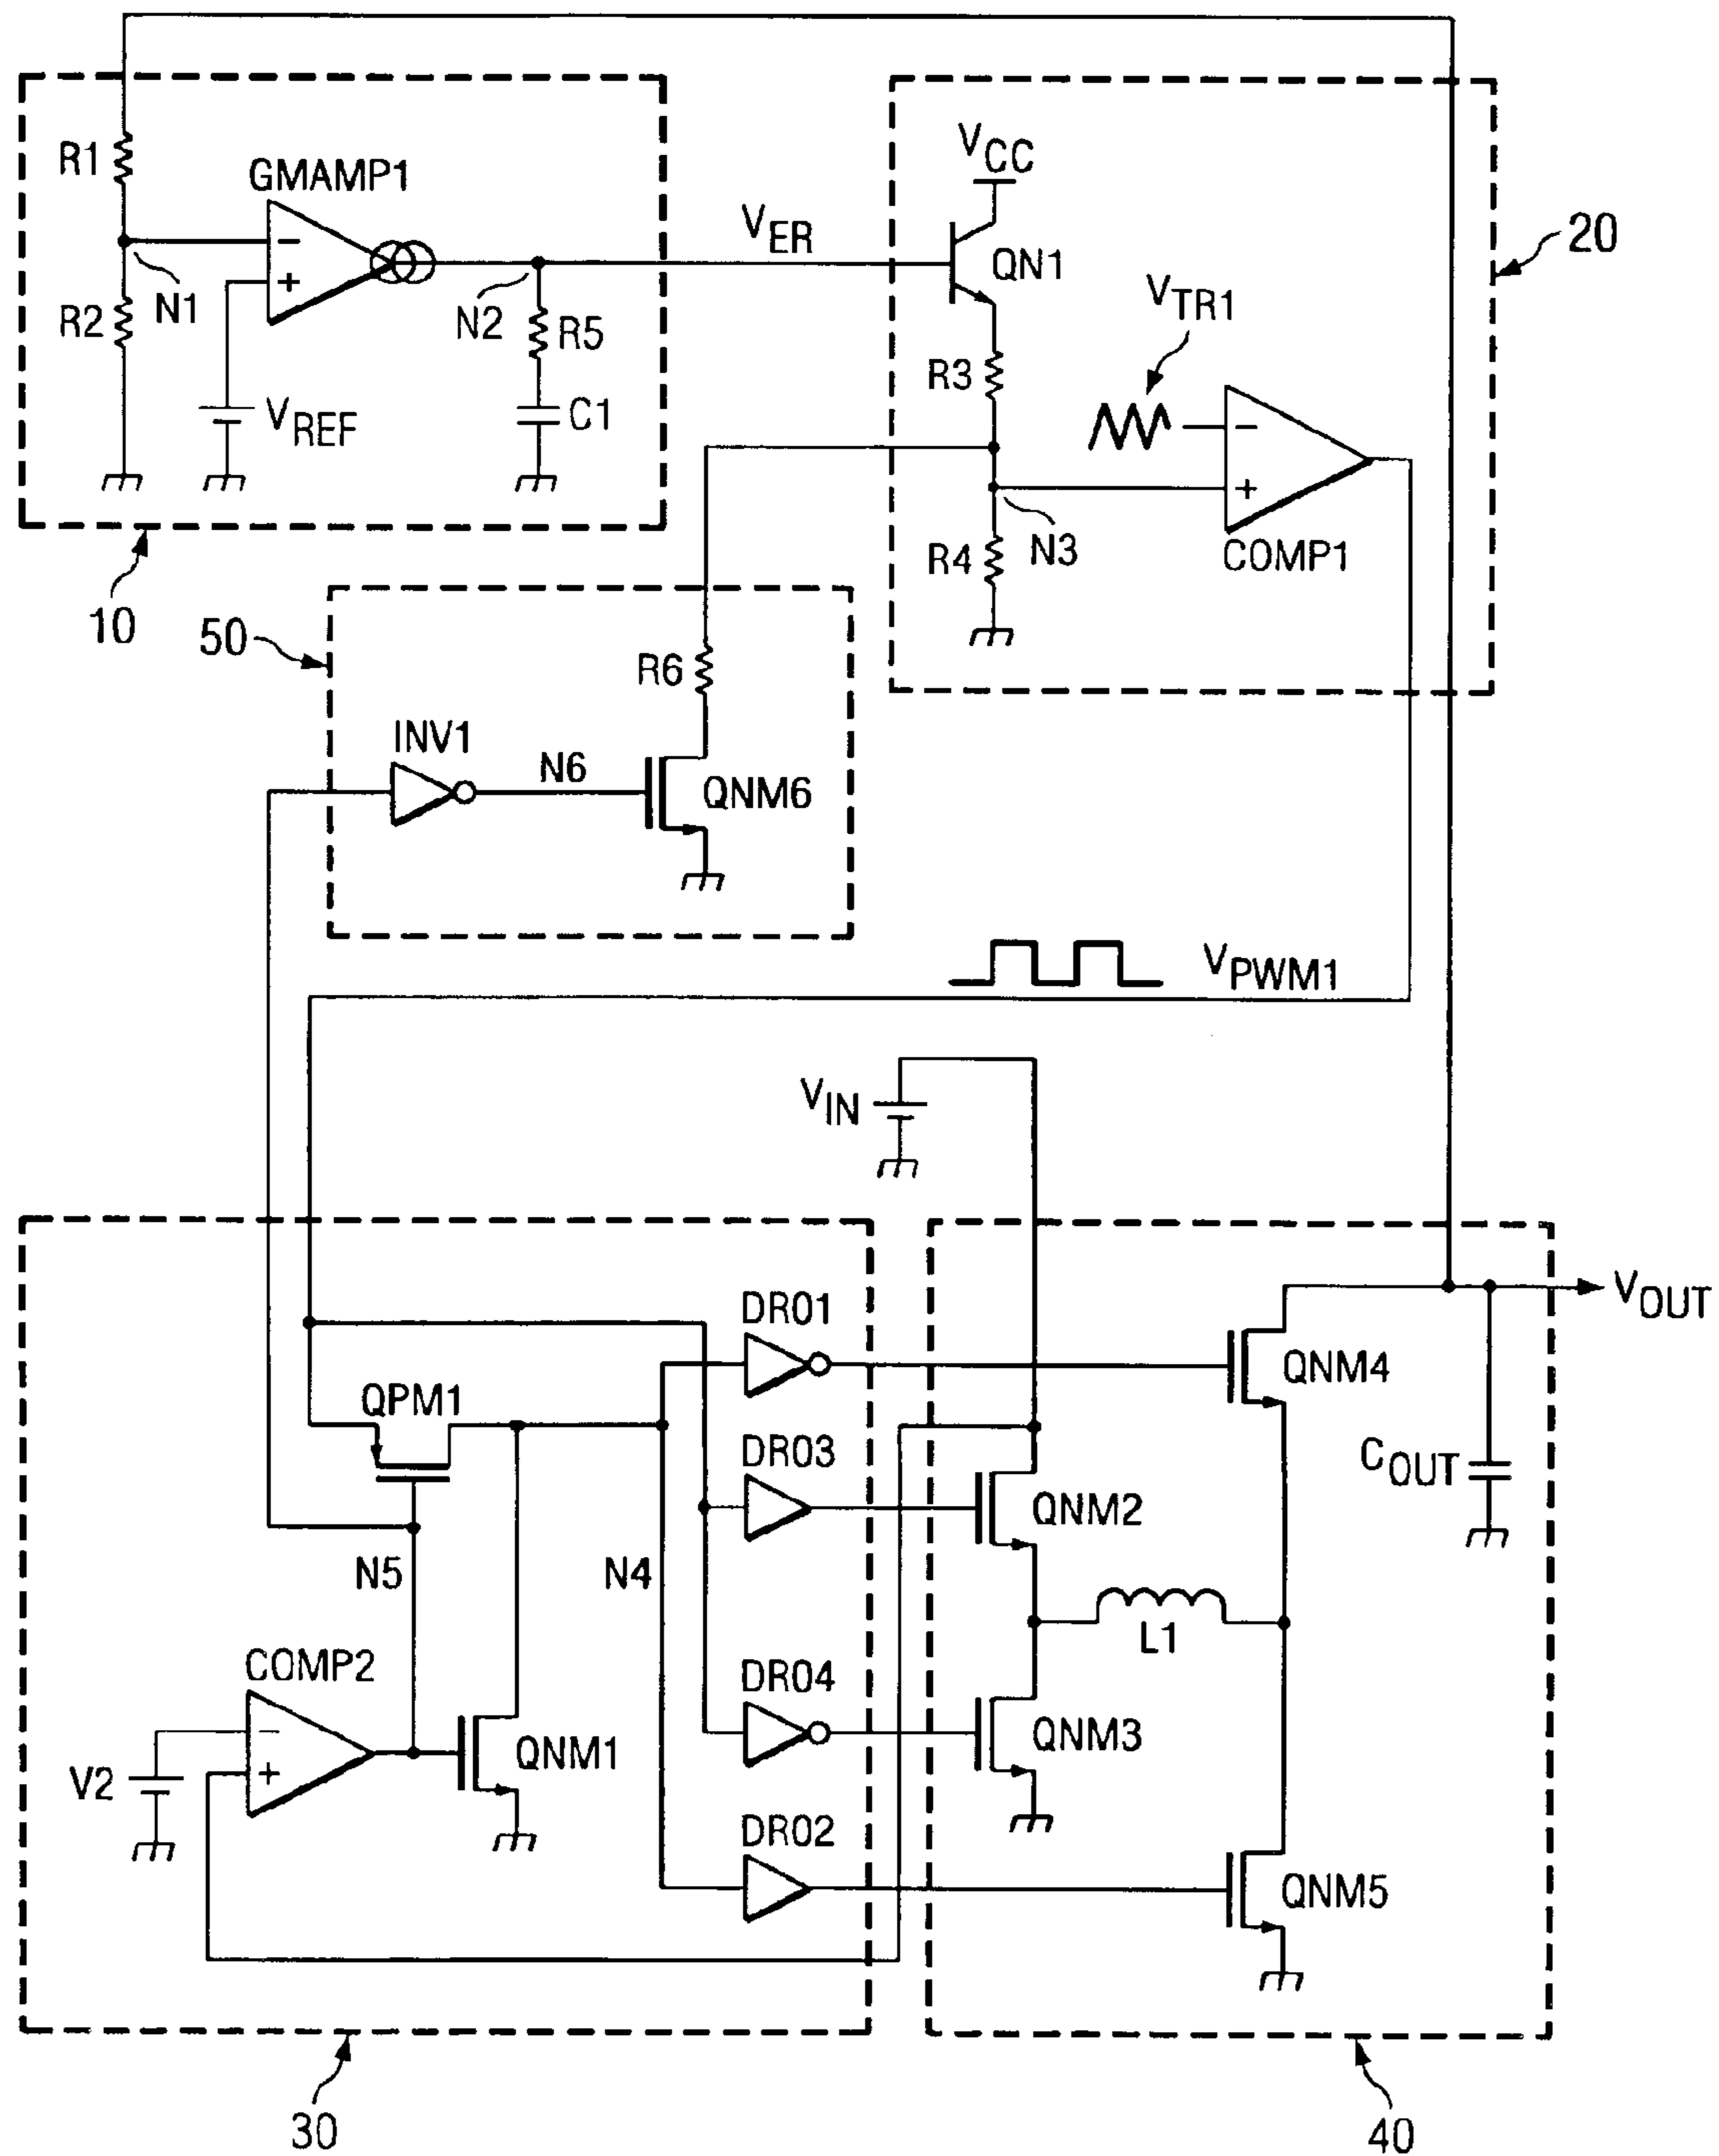 R1
GMAMP1
−
+
N1
R2
VREF
N2
R5
C1
VER
VCC
QN1
R3
VTR1
−
+
COMP1
N3
R4
20
10
50
R6
INV1
N6
QNM6
VPWM1
VIN
VOUT
DR01
QNM4
QPM1
DR03
QNM2
COUT
N5
N4
L1
COMP2
DR04
QNM3
−
+
V2
QNM1
DR02
QNM5
30
40